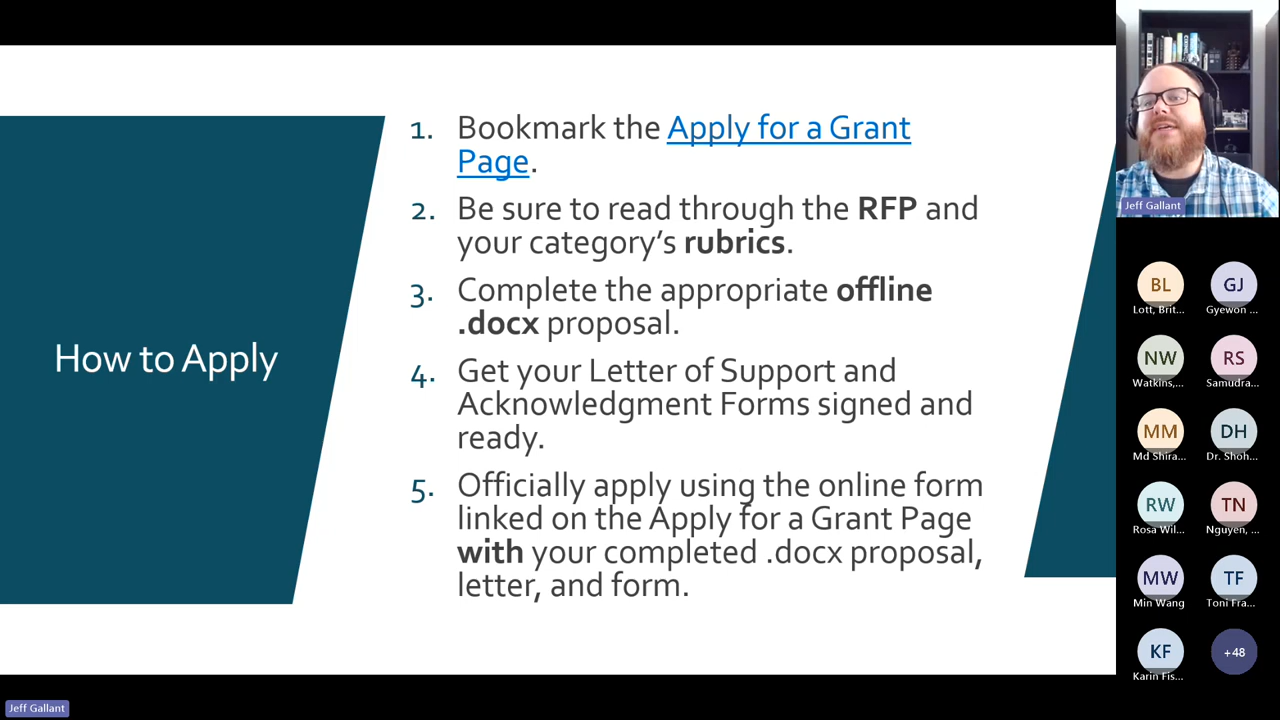 How to Apply
1. Bookmark the Apply for a Grant
Page.
2. Be sure to read through the RFP and
your category's rubrics.
3. Complete the appropriate offline
.docx proposal.
4. Get your Letter of Support and
Acknowledgment Forms signed and
ready.
5. Officially apply using the online form
linked on the Apply for a Grant Page
with your completed .docx proposal,
letter, and form.
Jeff Gallant
BL
Lott, Brit...
GJ
Gyewon ...
NW
Watkins,...
RS
Samudra...
MM
Md Shira...
DH
Dr. Shoh...
RW
Rosa Wil...
TN
Nguyen, ...
MW
Min Wang
TF
Toni Fra...
KF
Karin Fis...
+48
Jeff Gallant